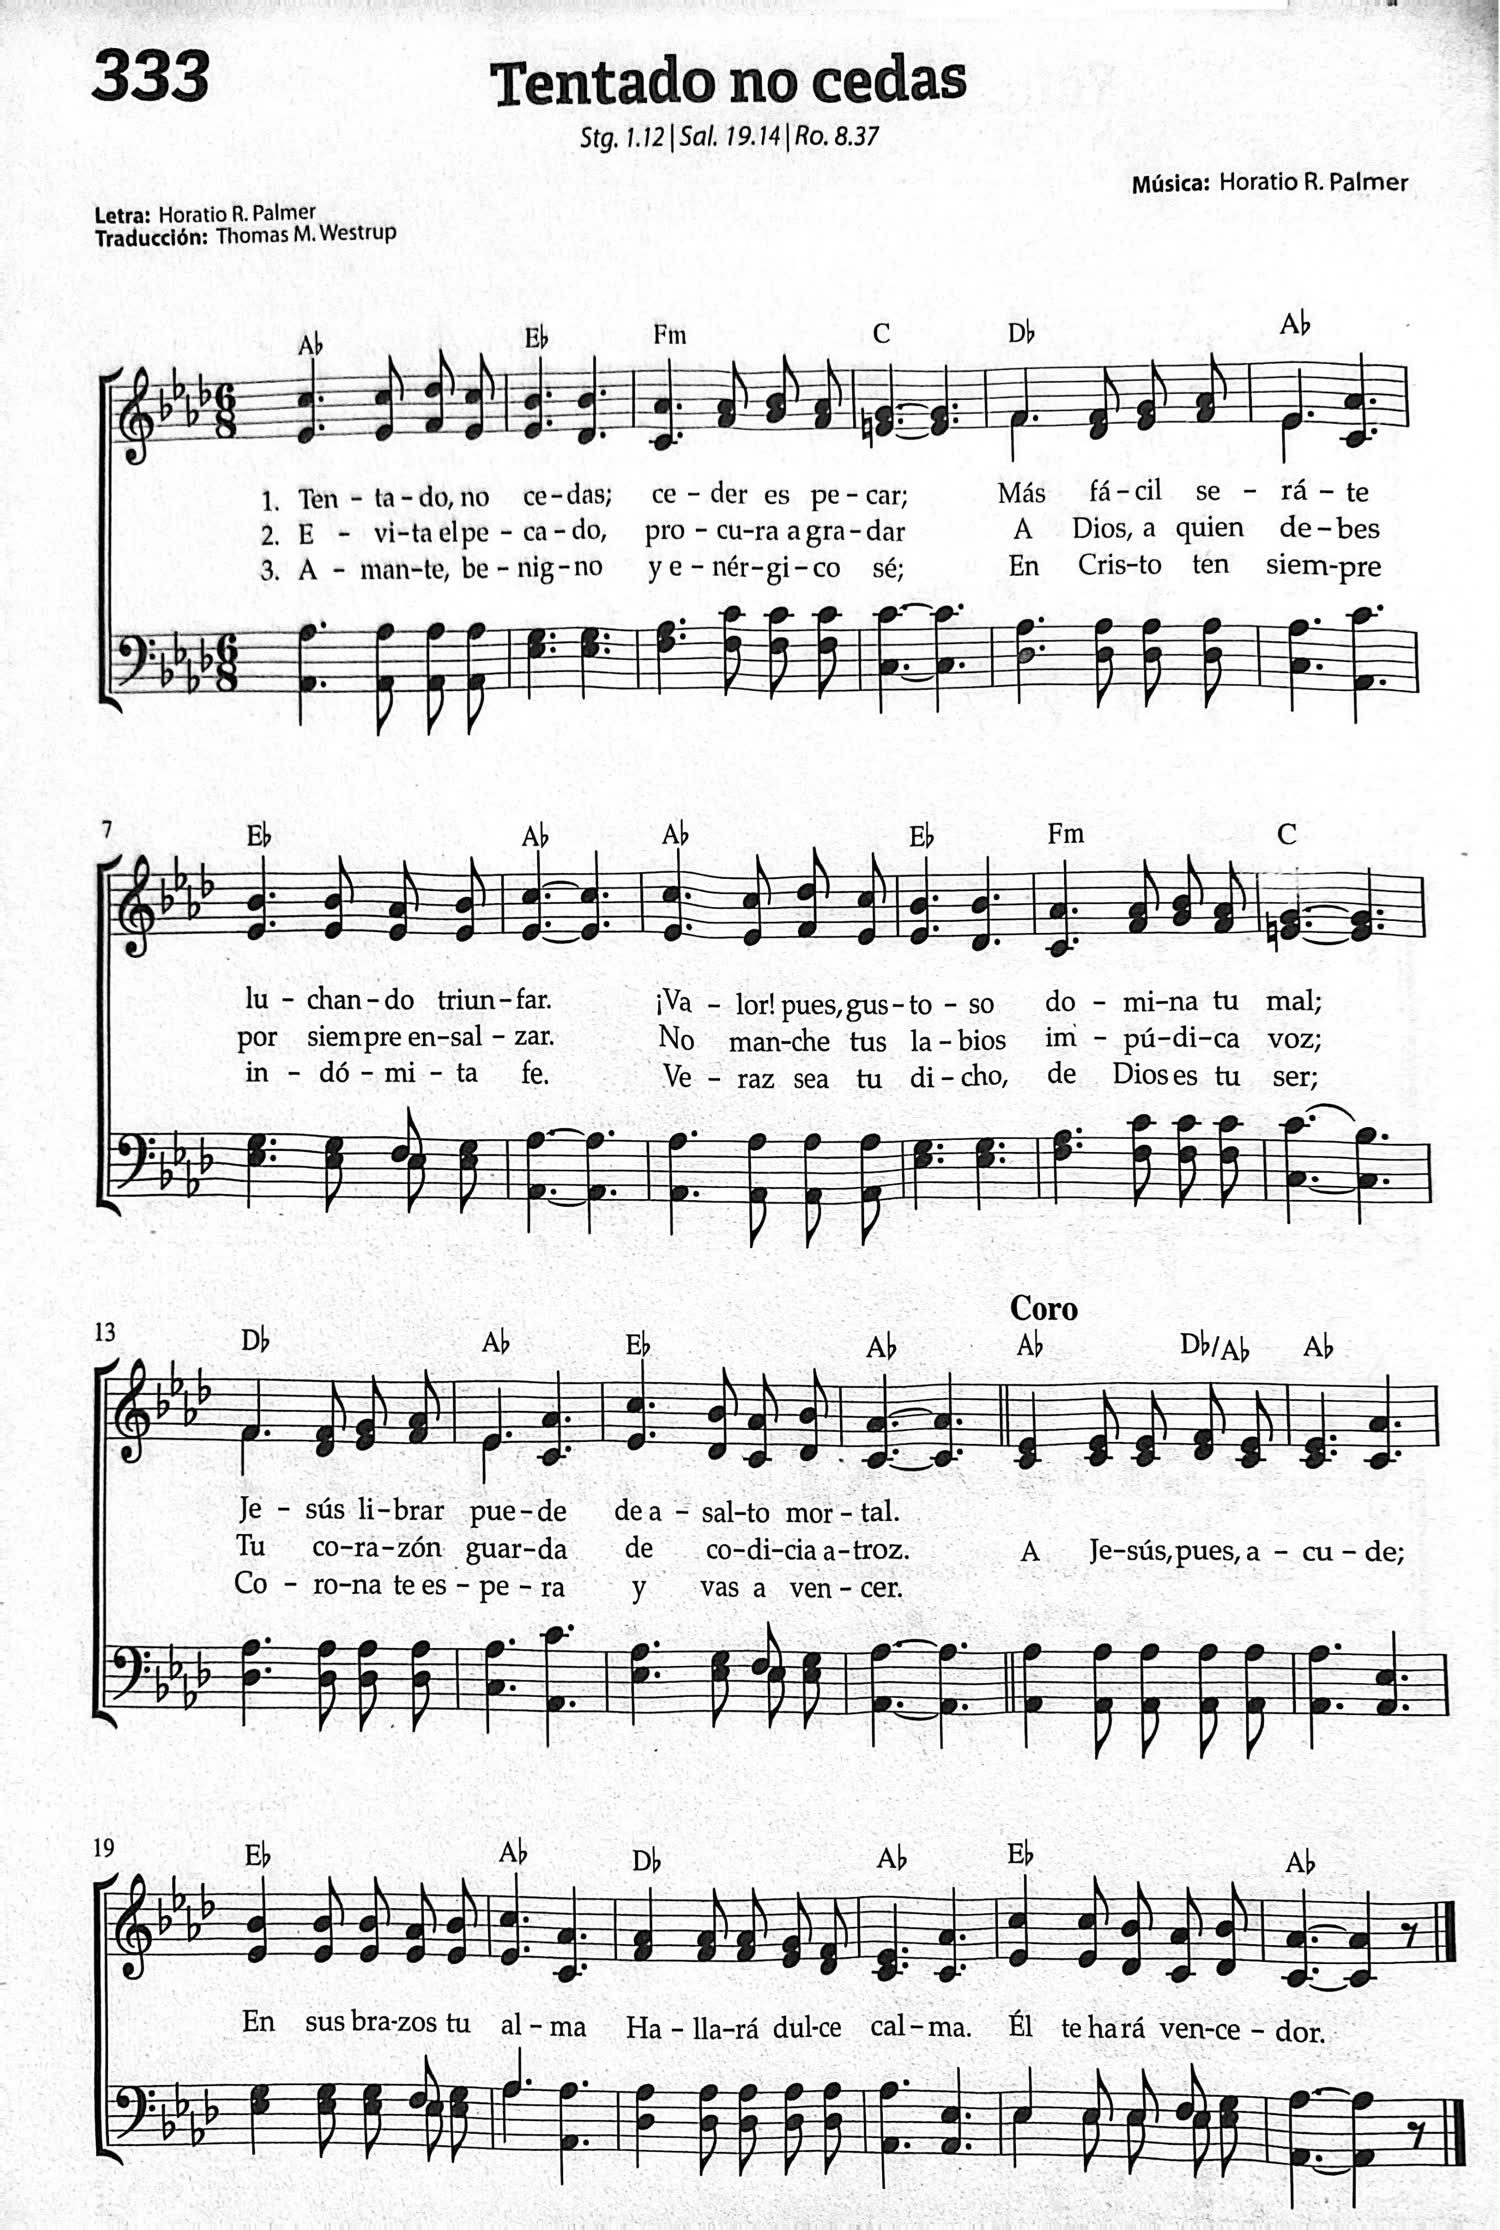 333
Tentado no cedas
Stg. 1.12 | Sal. 19.14 | Ro. 8.37
Música: Horatio R. Palmer
Letra: Horatio R. Palmer
Traducción: Thomas M. Westrup
A♭ E♭ Fm C D♭ A♭
6 8
1. Ten – ta – do, no ce – das; ce – der es pe – car; Más fá – cil se – rá – te
2. E – vi – ta el pe – ca – do, pro – cu – ra a gra – dar A Dios, a quien de – bes
3. A – man – te, be – nig – no y e – nér – gi – co sé; En Cris – to ten siem – pre
6 8
7
E♭ A♭ A♭ E♭ Fm C
lu – chan – do triun – far. ¡Va – lor! pues, gus – to – so do – mi – na tu mal;
por siem pre en – sal – zar. No man – che tus la – bios im – pú – di – ca voz;
in – dó – mi – ta fe. Ve – raz sea tu di – cho, de Dios es tu ser;
Coro
13
D♭ A♭ E♭ A♭ A♭ D♭/A♭ A♭
Je – sús li – brar pue – de de a – sal – to mor – tal.
Tu co – ra – zón guar – da de co – di – cia a – troz. A Je – sús, pues, a – cu – de;
Co – ro – na te es – pe – ra y vas a ven – cer.
19
E♭ A♭ D♭ A♭ E♭ A♭
En sus bra - zos tu al – ma Ha – lla – rá dul - ce cal – ma. Él te ha rá ven – ce – dor.